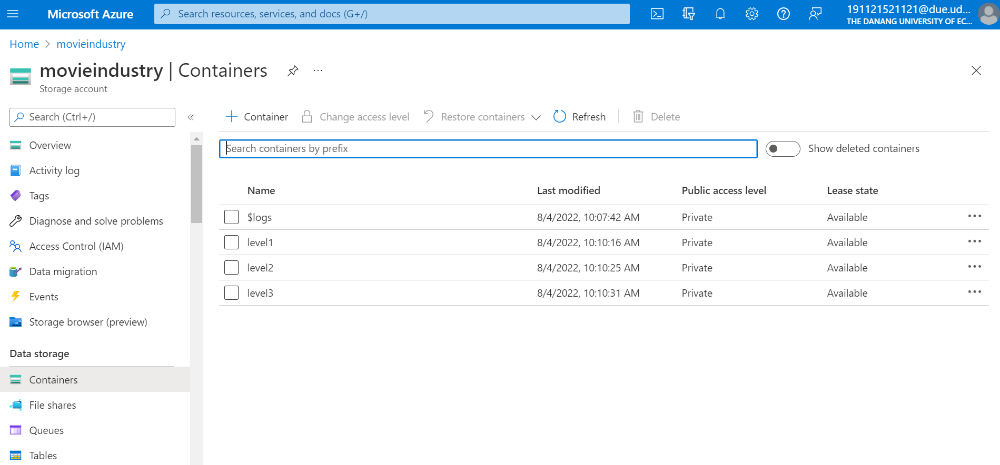 Microsoft Azure
Search resources, services, and docs (G+/)
191121521121@due.ud...
THE DANANG UNIVERSITY OF EC...
Home > movieindustry
movieindustry | Containers ...
Storage account
Search (Ctrl+/) «
Overview
Activity log
Tags
Diagnose and solve problems
Access Control (IAM)
Data migration
Events
Storage browser (preview)
Data storage
Containers
File shares
Queues
Tables
+ Container Change access level Restore containers Refresh Delete
Search containers by prefix Show deleted containers
Name Last modified Public access level Lease state
$logs 8/4/2022, 10:07:42 AM Private Available ...
level1 8/4/2022, 10:10:16 AM Private Available ...
level2 8/4/2022, 10:10:25 AM Private Available ...
level3 8/4/2022, 10:10:31 AM Private Available ...